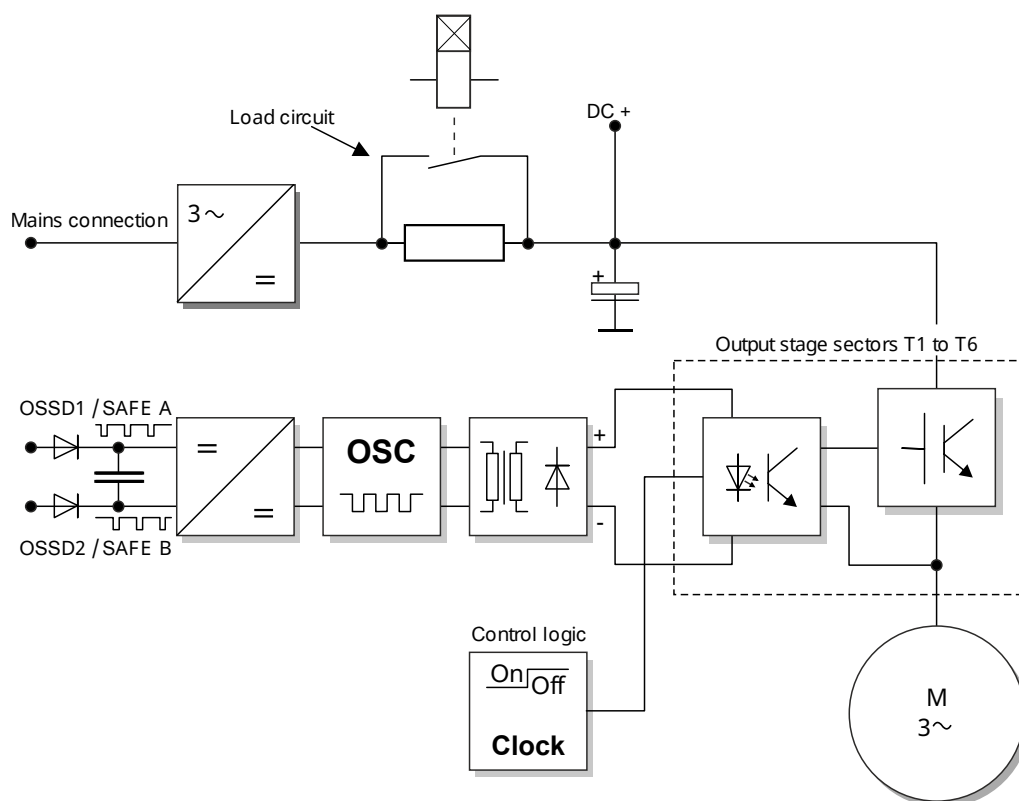 Load circuit
DC +
Mains connection
3~
=
+
Output stage sectors T1 to T6
OSSD1 / SAFE A
=
=
OSC
+
-
OSSD2 / SAFE B
Control logic
On Off
Clock
M
3~